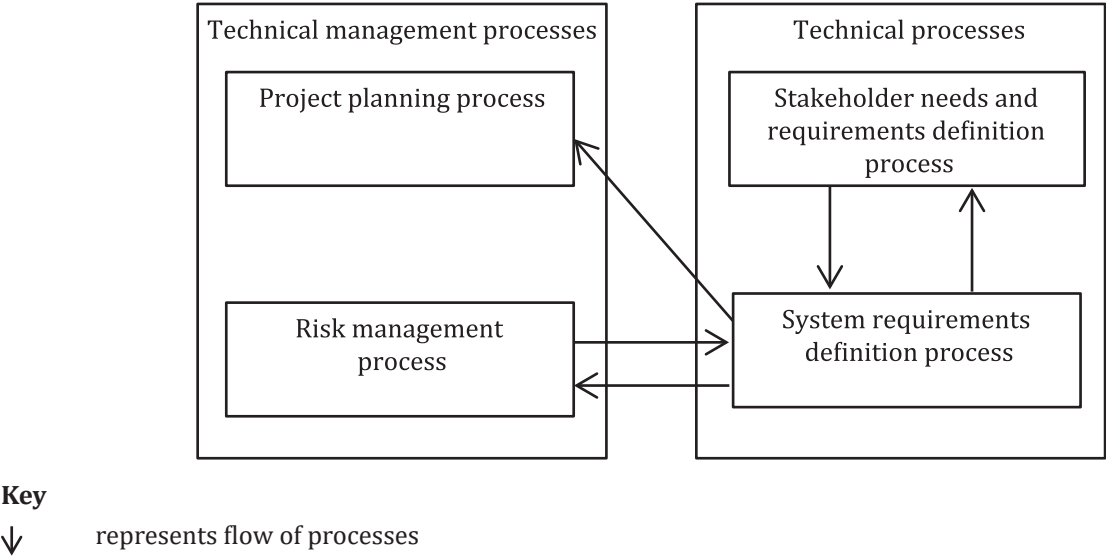 Technical management processes
Project planning process
Risk management
process
Technical processes
Stakeholder needs and
requirements definition
process
System requirements
definition process
Key
represents flow of processes